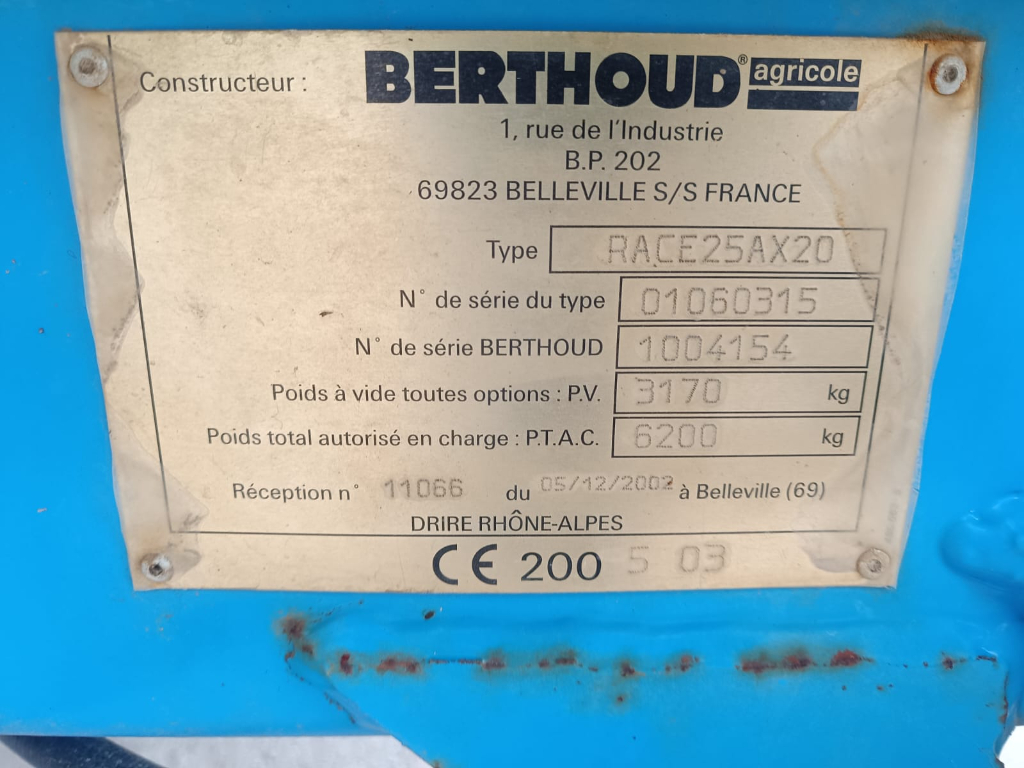 Constructeur : BERTHOUD® agricole
1, rue de l'Industrie
B.P. 202
69823 BELLEVILLE S/S FRANCE
Type RACE25AX20
N° de série du type 01060315
N° de série BERTHOUD 1004154
Poids à vide toutes options : P.V. 3170 kg
Poids total autorisé en charge : P.T.A.C. 6200 kg
Réception n° 11066 du 05/12/2002 à Belleville (69)
DRIRE RHÔNE-ALPES
CE 200 5 03